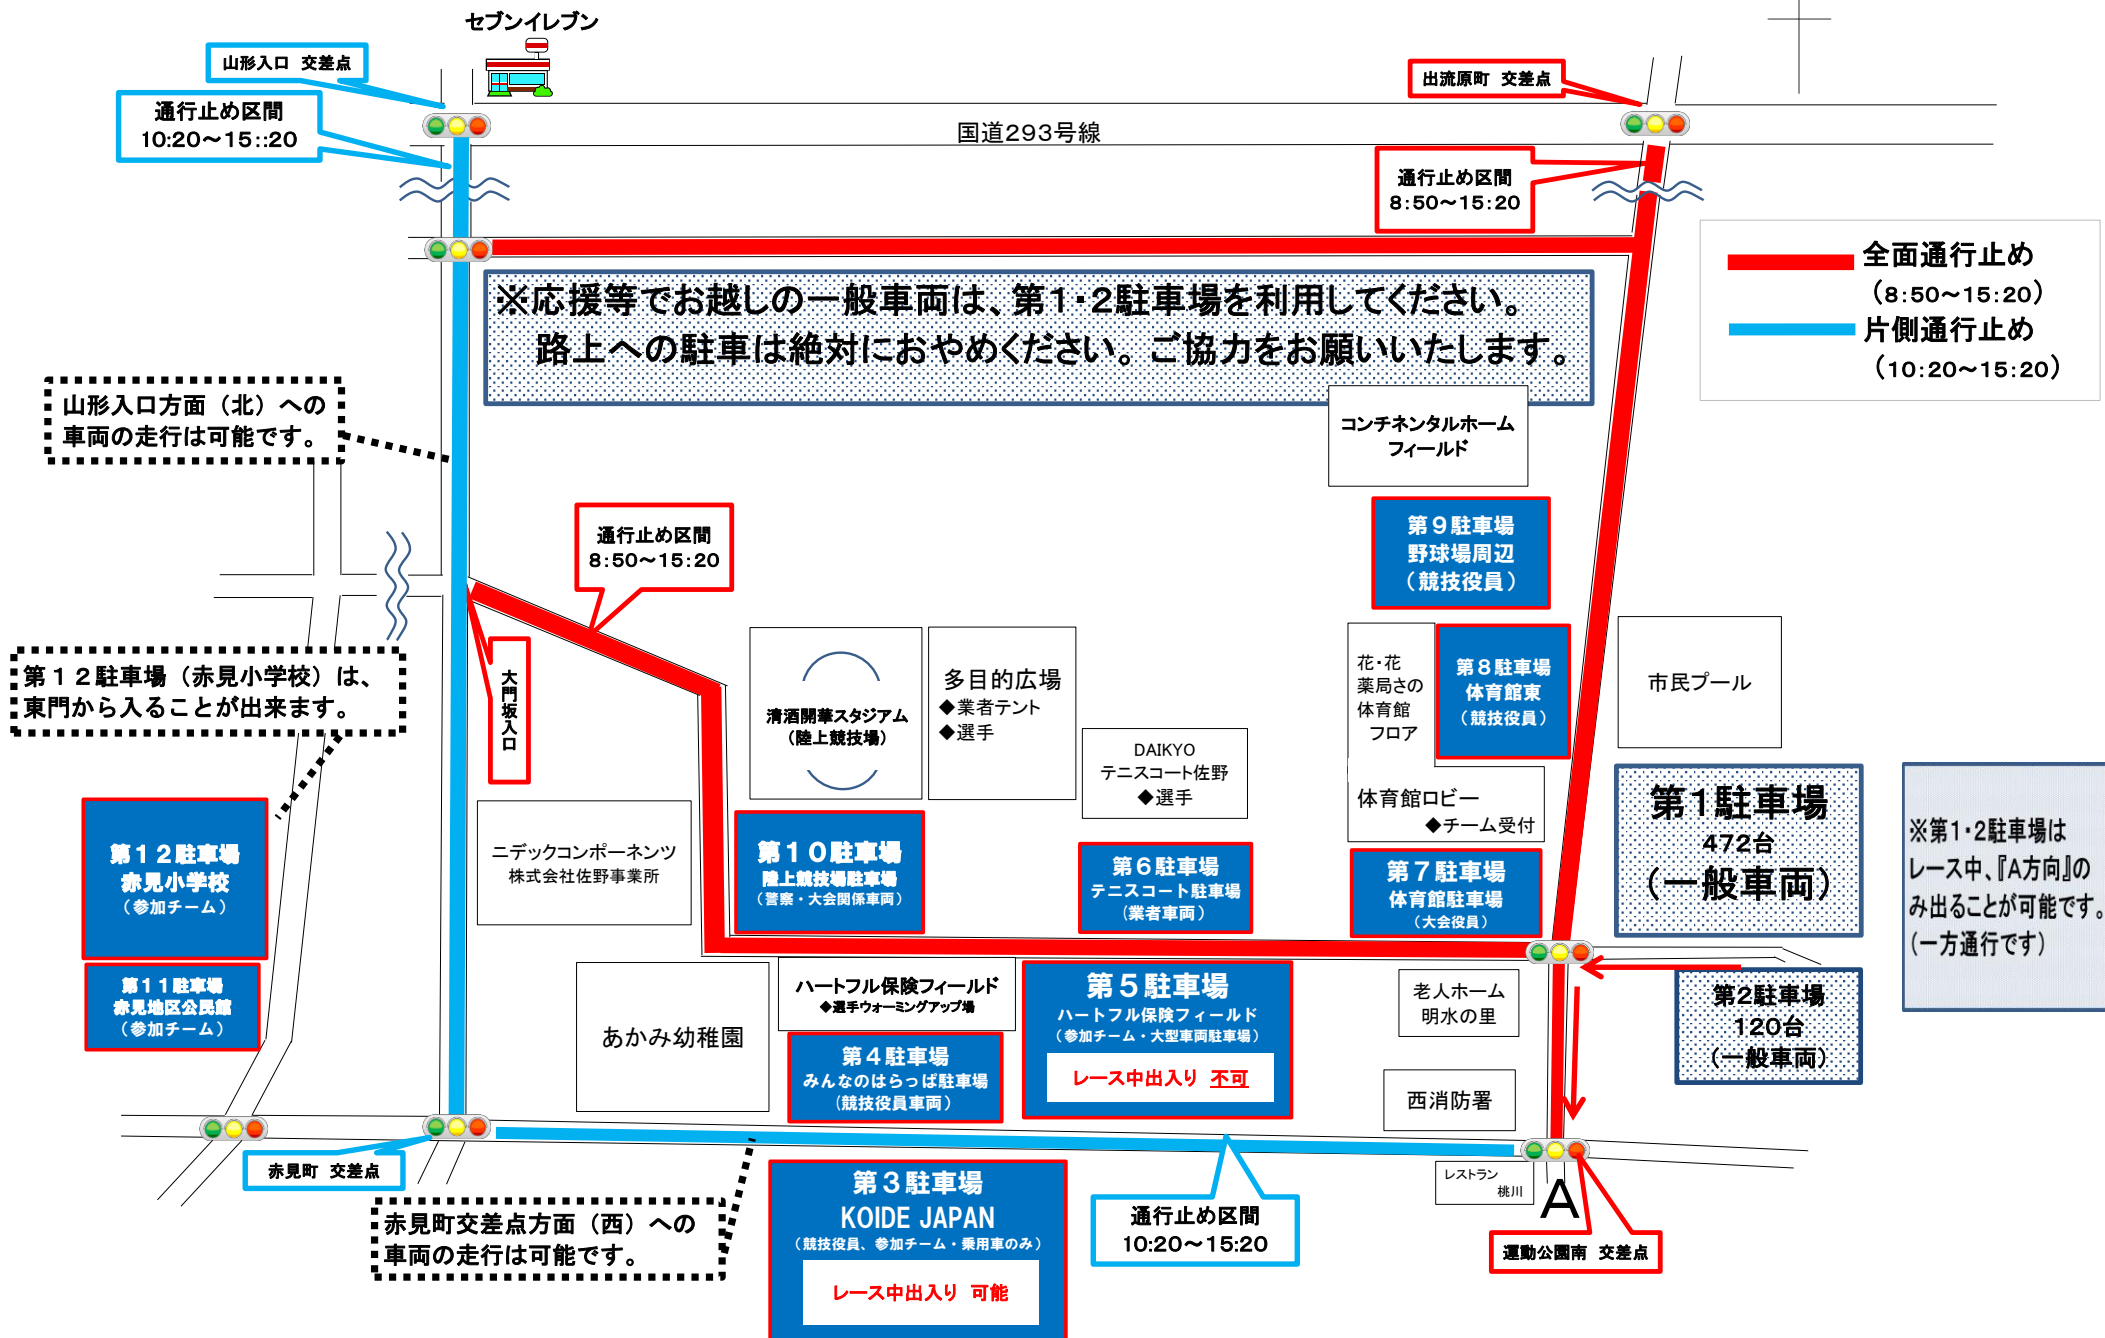 セブンイレブン
山形入口 交差点
通行止め区間
10:20～15::20
国道293号線
出流原町 交差点
通行止め区間
8:50～15:20
全面通行止め
（8:50～15:20）
片側通行止め
（10:20～15:20）
※応援等でお越しの一般車両は、第1・2駐車場を利用してください。
路上への駐車は絶対におやめください。ご協力をお願いいたします。
山形入口方面（北）への
車両の走行は可能です。
コンチネンタルホーム
フィールド
通行止め区間
8:50～15:20
第９駐車場
野球場周辺
（競技役員）
第１２駐車場（赤見小学校）は、
東門から入ることが出来ます。
大門坂入口
清酒開華スタジアム
（陸上競技場）
多目的広場
◆業者テント
◆選手
DAIKYO
テニスコート佐野
◆選手
花・花
薬局さの
体育館
フロア
第８駐車場
体育館東
（競技役員）
市民プール
体育館ロビー
◆チーム受付
第１駐車場
472台
（一般車両）
※第1・2駐車場は
レース中、『A方向』の
み出ることが可能です。
（一方通行です）
第１２駐車場
赤見小学校
（参加チーム）
ニデックコンポーネンツ
株式会社佐野事業所
第１０駐車場
陸上競技場駐車場
（警察・大会関係車両）
第６駐車場
テニスコート駐車場
（業者車両）
第７駐車場
体育館駐車場
（大会役員）
第１１駐車場
赤見地区公民館
（参加チーム）
あかみ幼稚園
ハートフル保険フィールド
◆選手ウォーミングアップ場
第４駐車場
みんなのはらっぱ駐車場
（競技役員車両）
第５駐車場
ハートフル保険フィールド
（参加チーム・大型車両駐車場）
レース中出入り 不可
老人ホーム
明水の里
第2駐車場
120台
（一般車両）
西消防署
赤見町 交差点
赤見町交差点方面（西）への
車両の走行は可能です。
第３駐車場
KOIDE JAPAN
（競技役員、参加チーム・乗用車のみ）
レース中出入り 可能
通行止め区間
10:20～15:20
レストラン
桃川
A
運動公園南 交差点